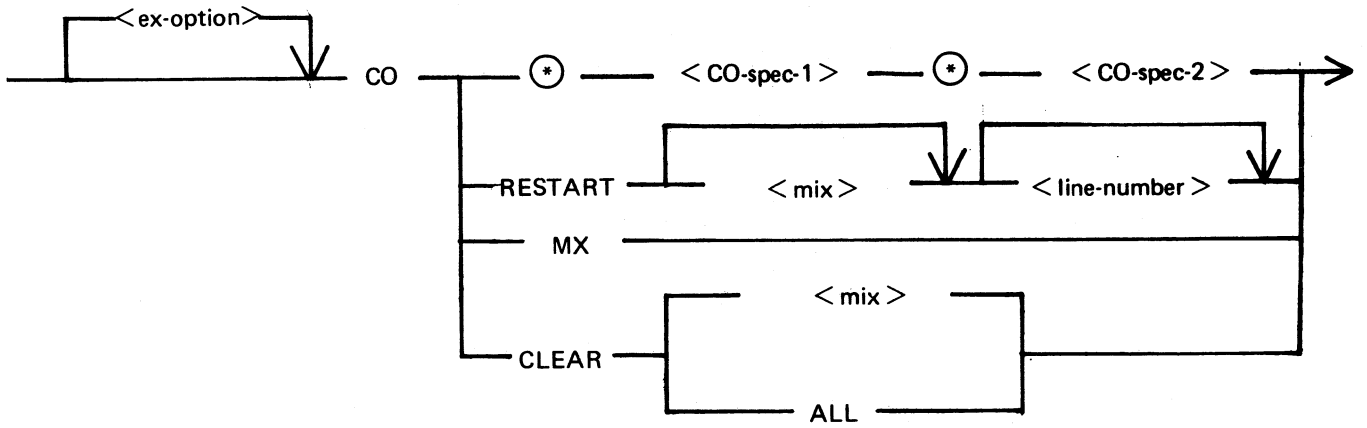 <ex-option>
CO * <CO-spec-1> * <CO-spec-2>
RESTART <mix> <line-number>
MX
<mix>
CLEAR
ALL